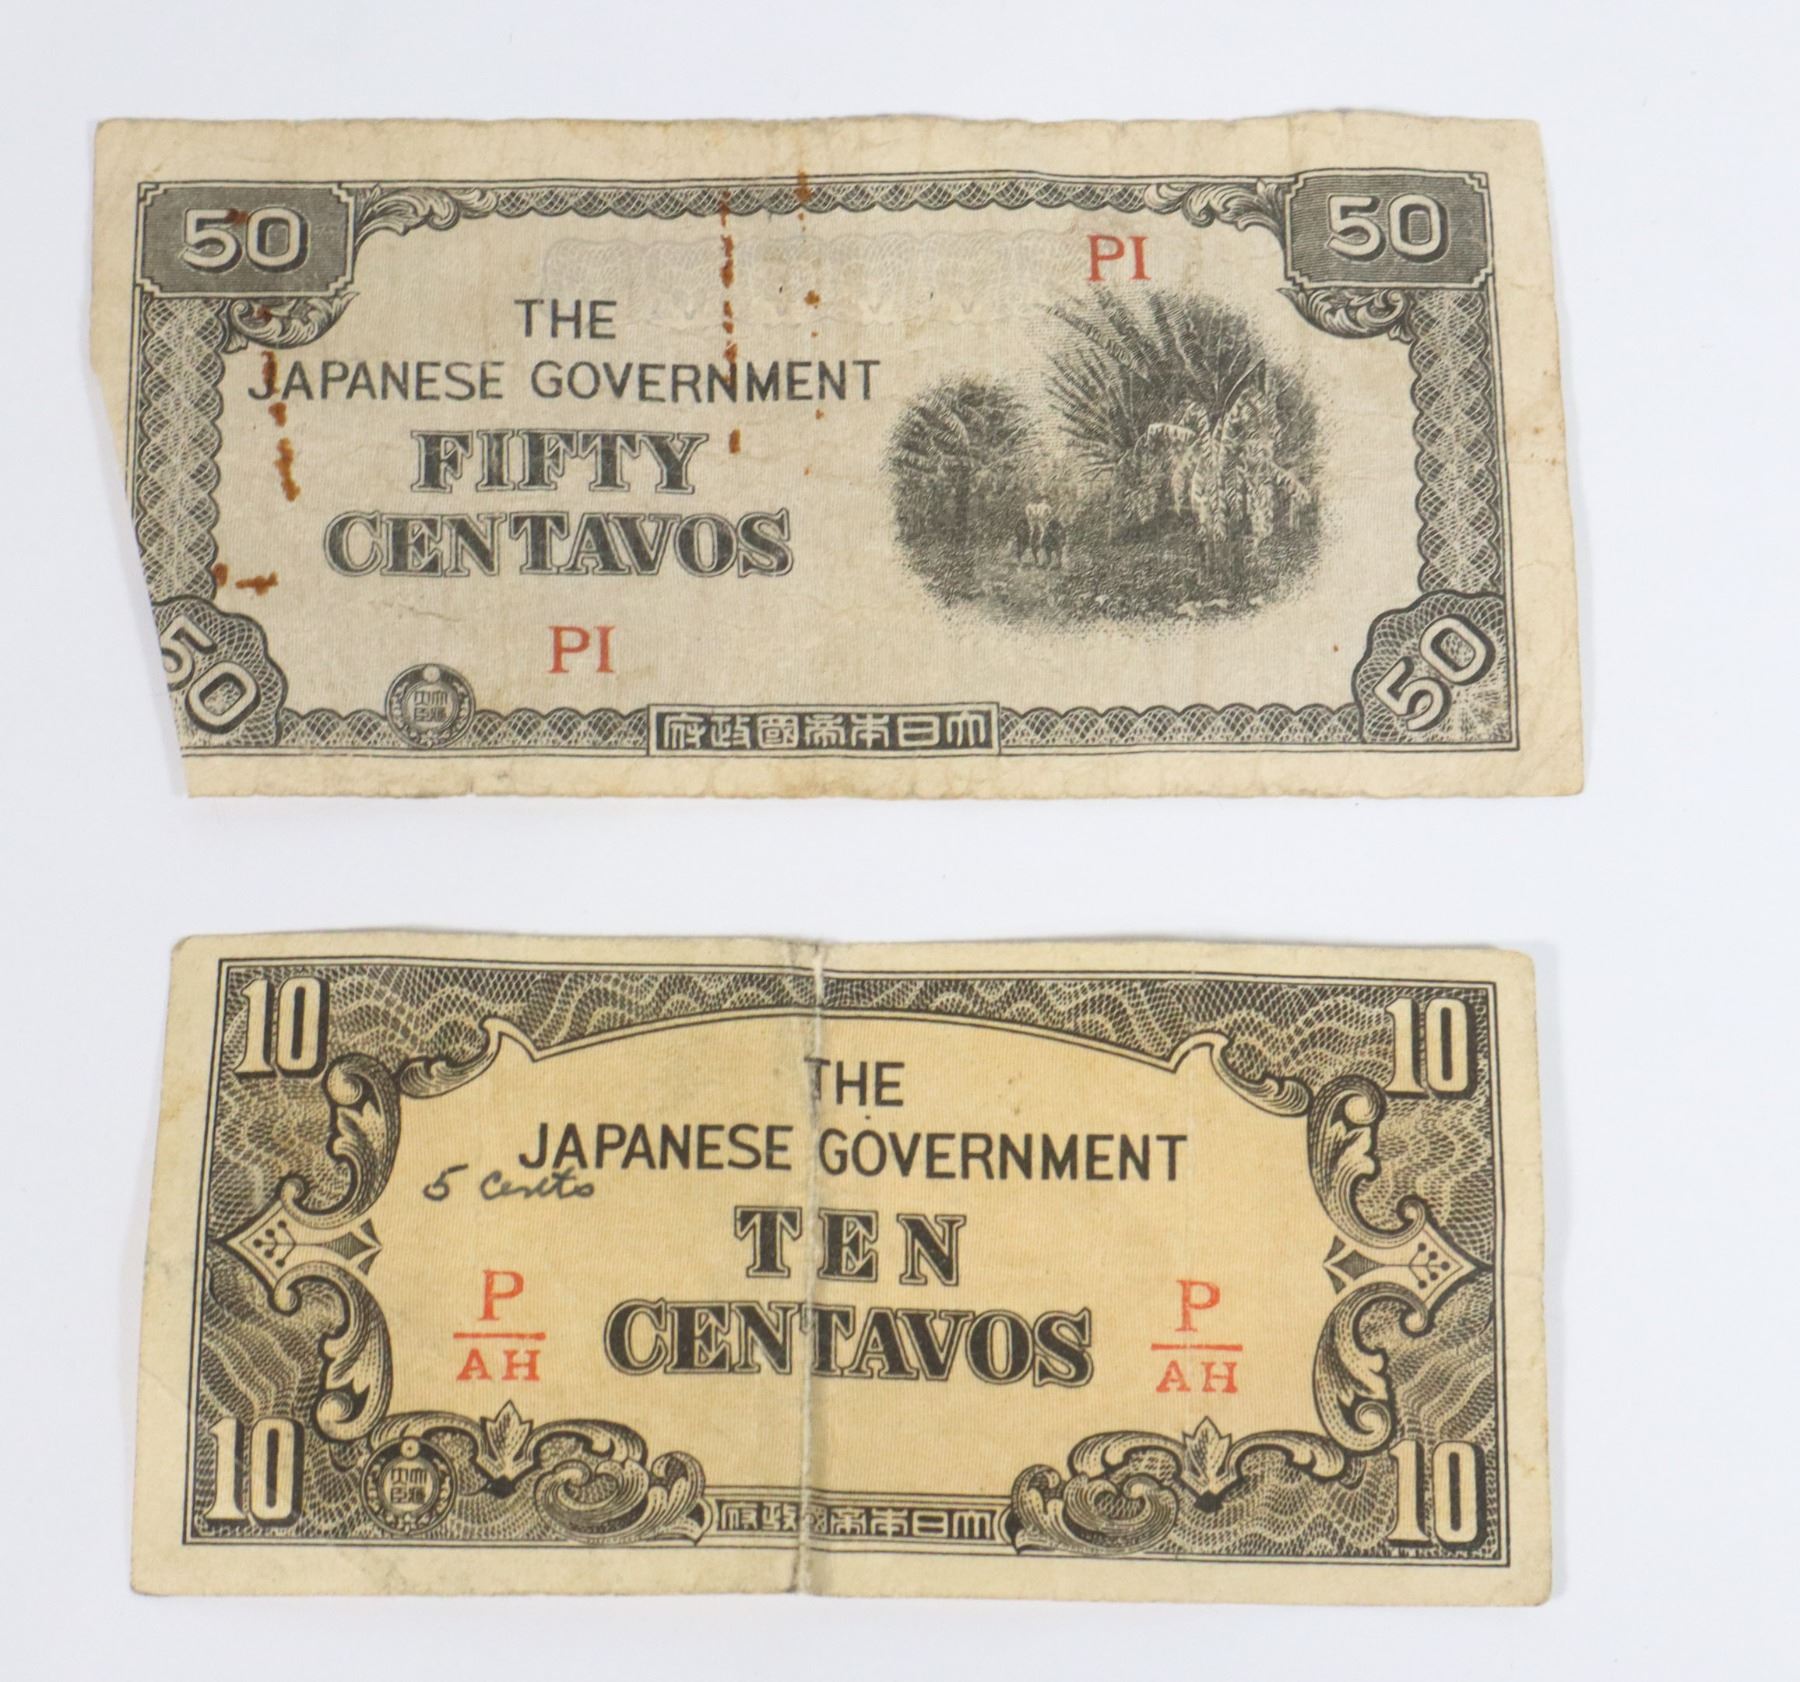 50
50
PI
THE
JAPANESE GOVERNMENT
FIFTY
CENTAVOS
PI
50
50
府政國帝本日大
10
10
THE
JAPANESE GOVERNMENT
5 Cents
TEN
CENTAVOS
P
AH
P
AH
10
10
府政國帝本日大